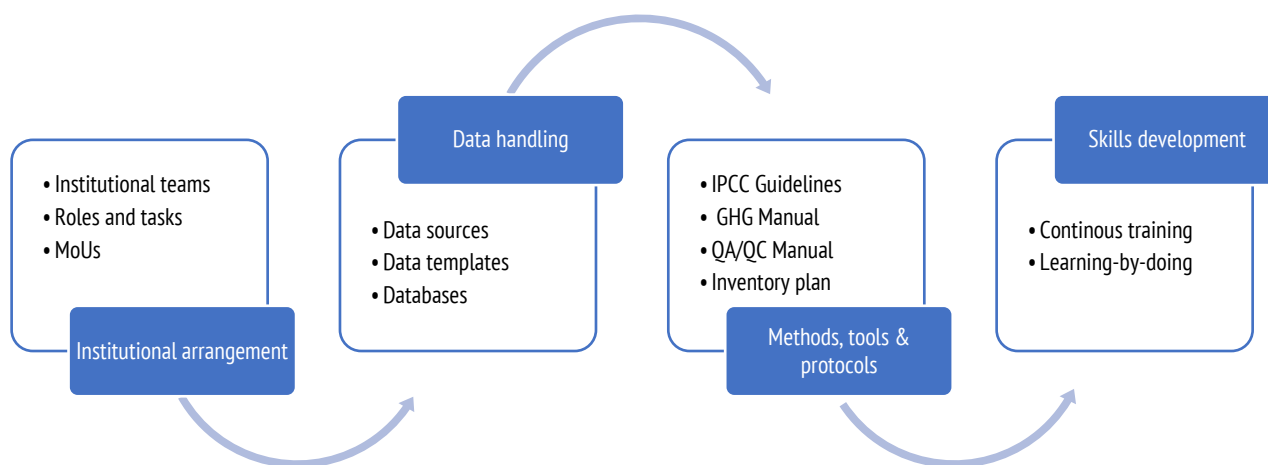 • Institutional teams
• Roles and tasks
• MoUs
Institutional arrangement
Data handling
• Data sources
• Data templates
• Databases
• IPCC Guidelines
• GHG Manual
• QA/QC Manual
• Inventory plan
Methods, tools &
protocols
Skills development
• Continous training
• Learning-by-doing